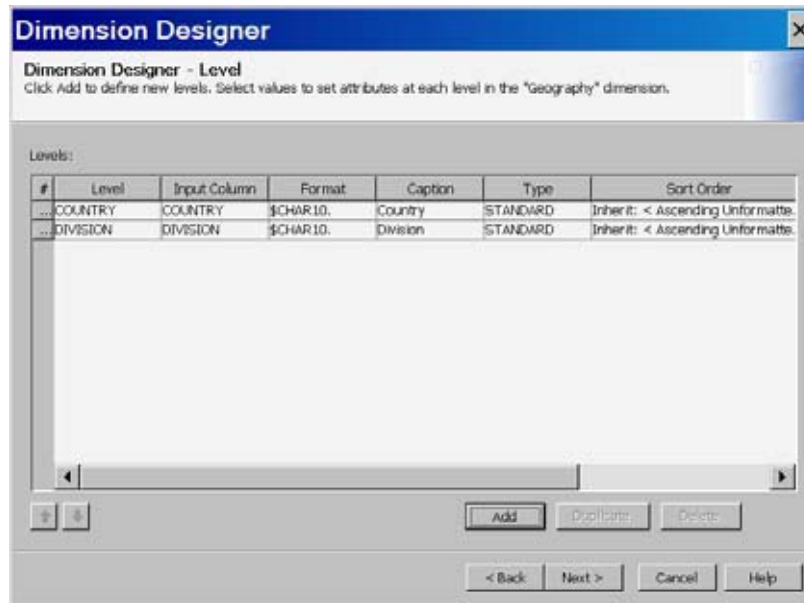 Dimension Designer
Dimension Designer - Level
Click Add to define new levels. Select values to set attributes at each level in the "Geography" dimension.
Levels:
# Level Input Column Format Caption Type Sort Order
... COUNTRY COUNTRY $CHAR10. Country STANDARD Inherit: < Ascending Unformatte.
... DIVISION DIVISION $CHAR10. Division STANDARD Inherit: < Ascending Unformatte.
Add Duplicate Delete
< Back Next > Cancel Help